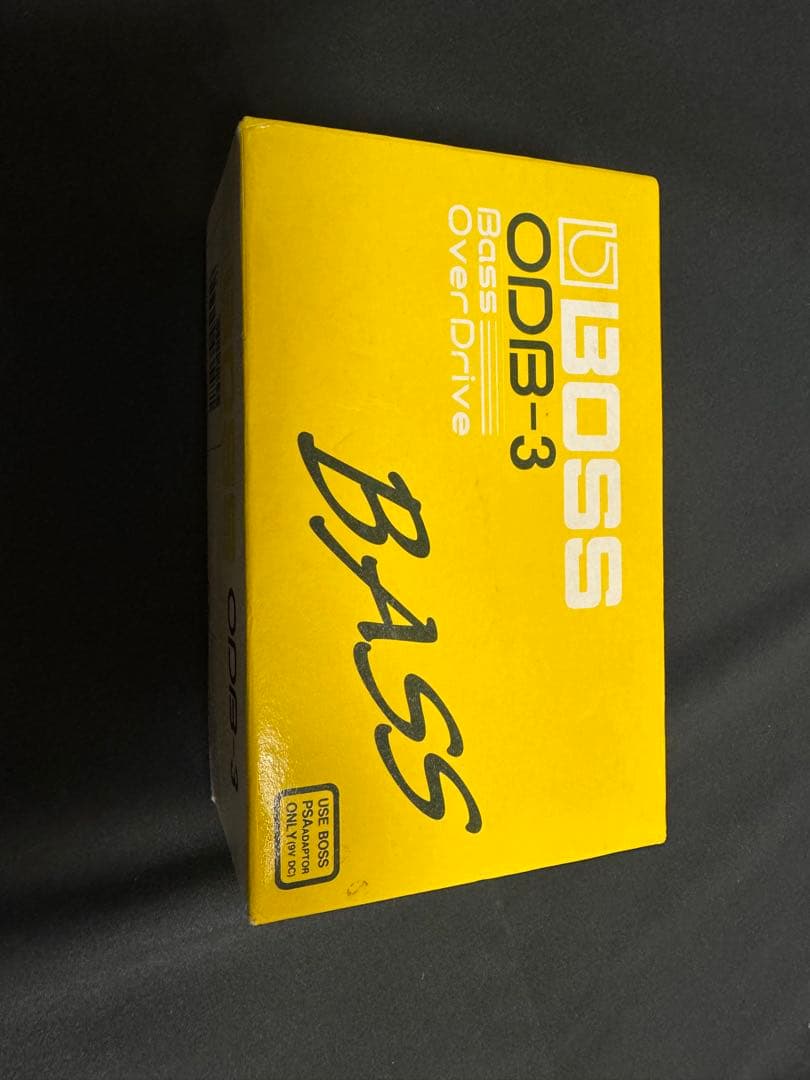 BOSS
ODB-3
Bass
OverDrive
BASS
USE BOSS
PSA ADAPTOR
ONLY (9V DC)
ODB-3